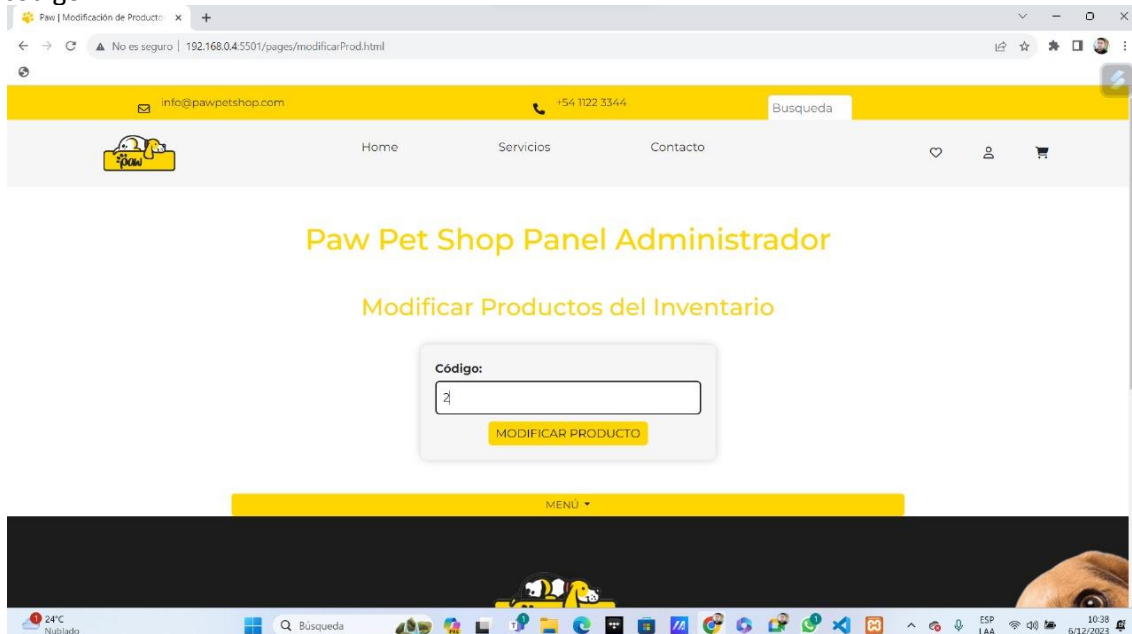 Paw | Modificación de Producto
No es seguro | 192.168.0.4:5501/pages/modificarProd.html
info@pawpetshop.com
+54 1122 3344
Busqueda
paw
Home
Servicios
Contacto
Paw Pet Shop Panel Administrador
Modificar Productos del Inventario
Código:
2
MODIFICAR PRODUCTO
MENÚ
1
24°C
Nublado
Búsqueda
ESP
LAA
10:38
6/12/2023